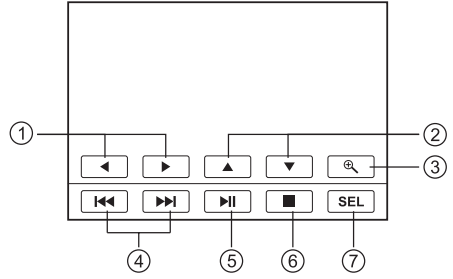 ① ②
③
SEL
④ ⑤ ⑥ ⑦